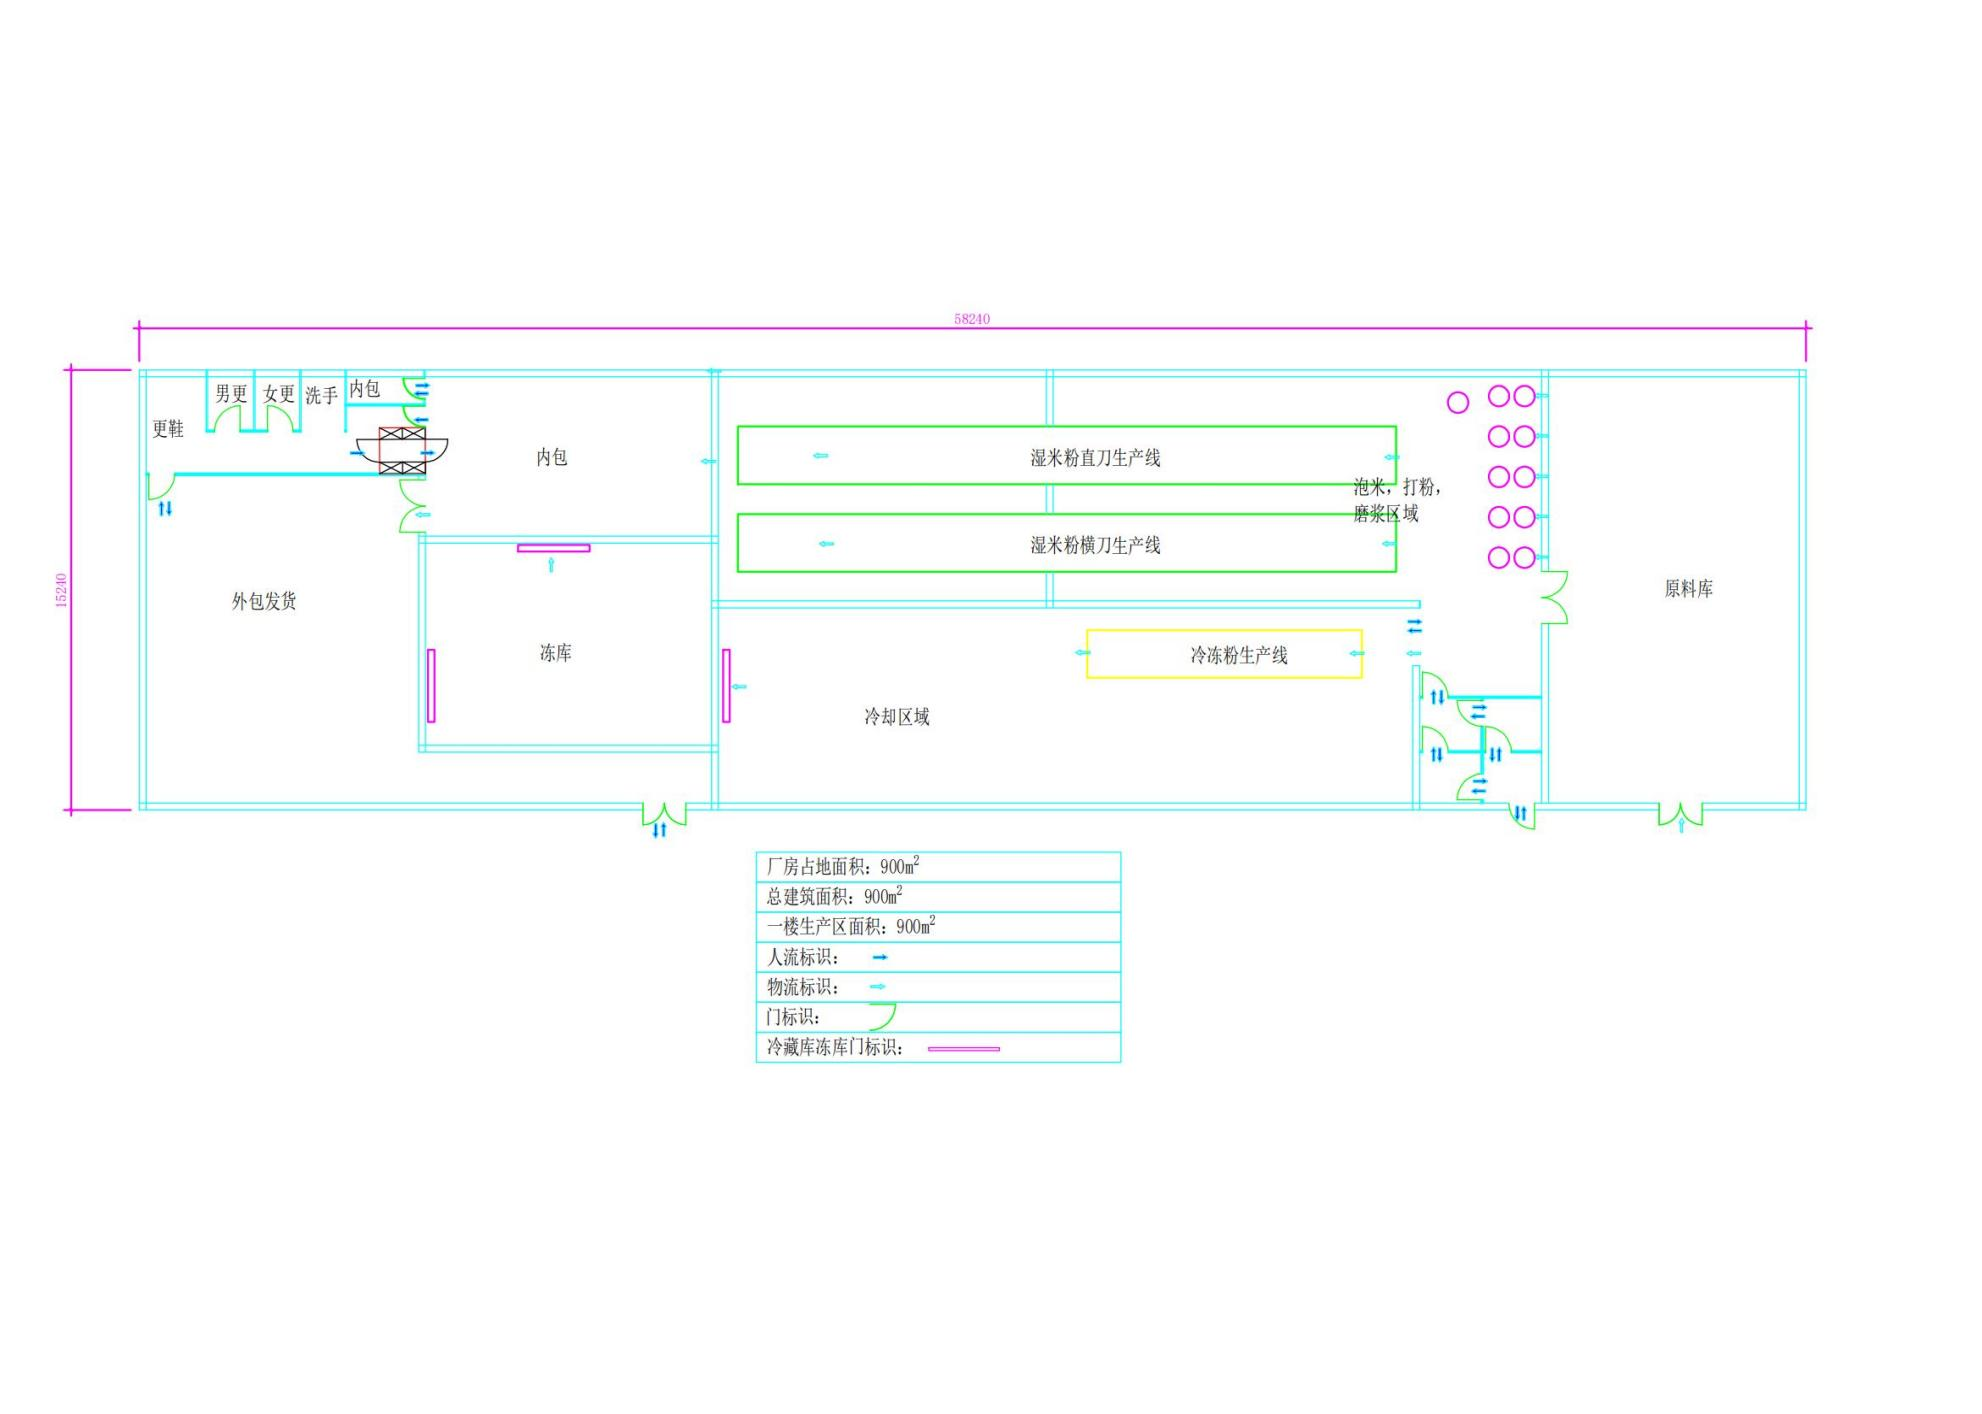 58240
15240
男更
女更
洗手
内包
更鞋
内包
湿米粉直刀生产线
泡米，打粉，
磨浆区域
湿米粉横刀生产线
原料库
外包发货
冻库
冷冻粉生产线
冷却区域
厂房占地面积：900m²
总建筑面积：900m²
一楼生产区面积：900m²
人流标识：
物流标识：
门标识：
冷藏库冻库门标识：